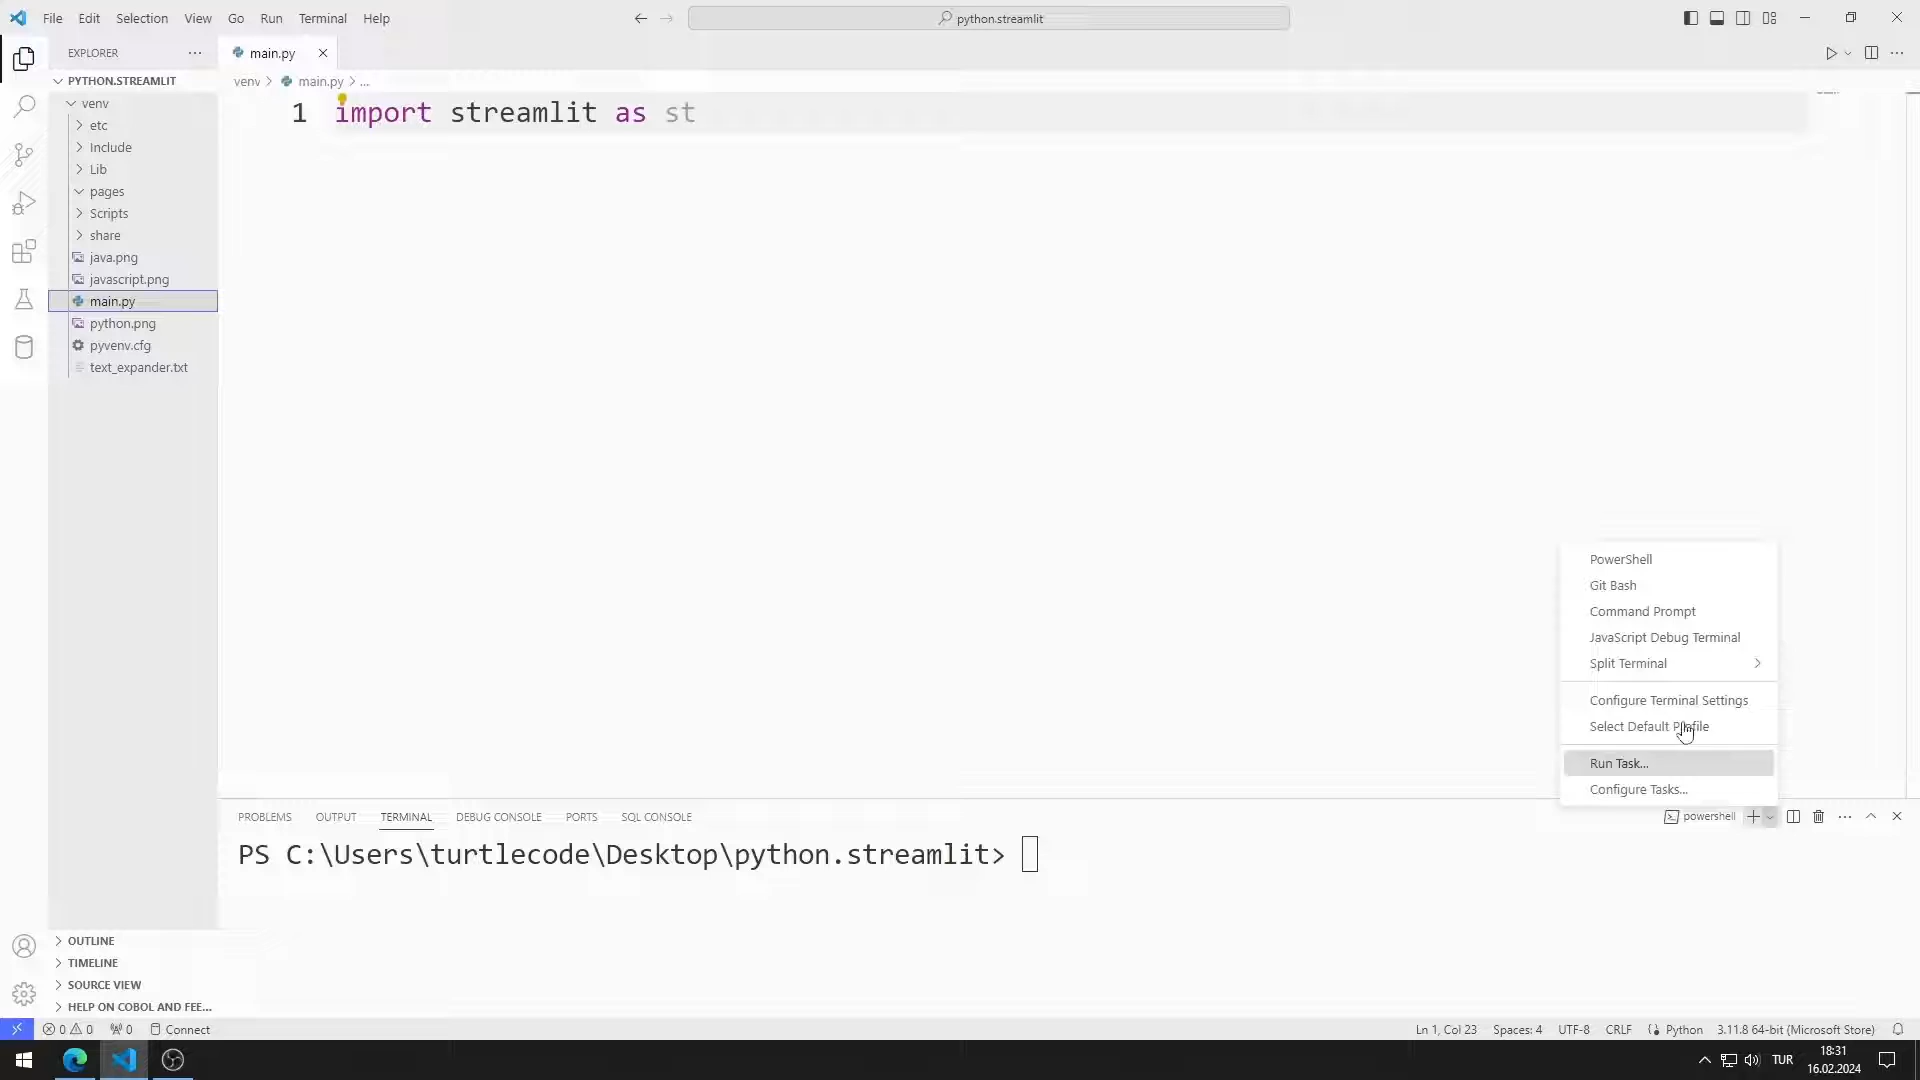 File Edit Selection View Go Run Terminal Help
python.streamlit
EXPLORER
PYTHON.STREAMLIT
venv
etc
Include
Lib
pages
Scripts
share
java.png
javascript.png
main.py
python.png
pyvenv.cfg
text_expander.txt
OUTLINE
TIMELINE
SOURCE VIEW
HELP ON COBOL AND FEE...
main.py
venv > main.py > ...
1 import streamlit as st
PowerShell
Git Bash
Command Prompt
JavaScript Debug Terminal
Split Terminal
Configure Terminal Settings
Select Default Profile
Run Task...
Configure Tasks...
PROBLEMS OUTPUT TERMINAL DEBUG CONSOLE PORTS SQL CONSOLE
powershell
PS C:\Users\turtlecode\Desktop\python.streamlit>
0 0 0 Connect
Ln 1, Col 23 Spaces: 4 UTF-8 CRLF Python 3.11.8 64-bit (Microsoft Store)
TUR
18:31
16.02.2024